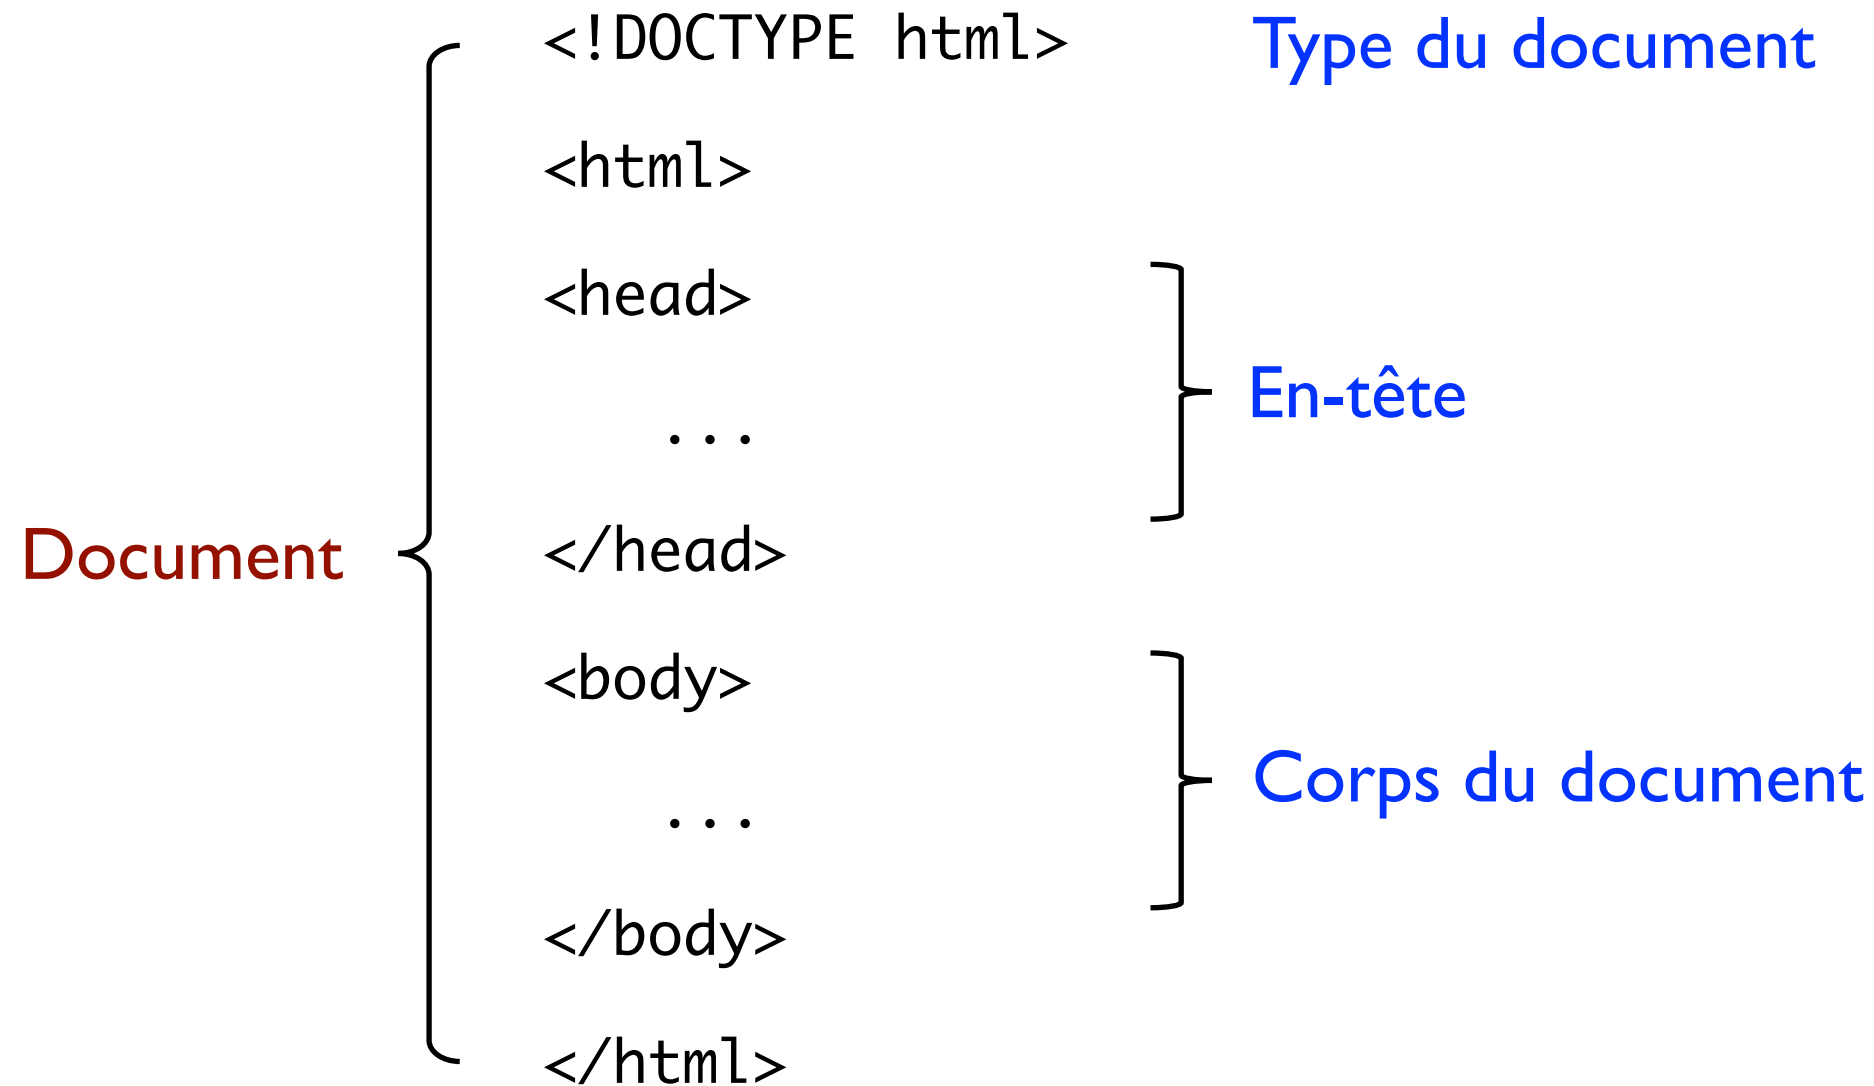 <!DOCTYPE html> Type du document
<html>
<head>
En-tête
...
Document
</head>
<body>
Corps du document
...
</body>
</html>